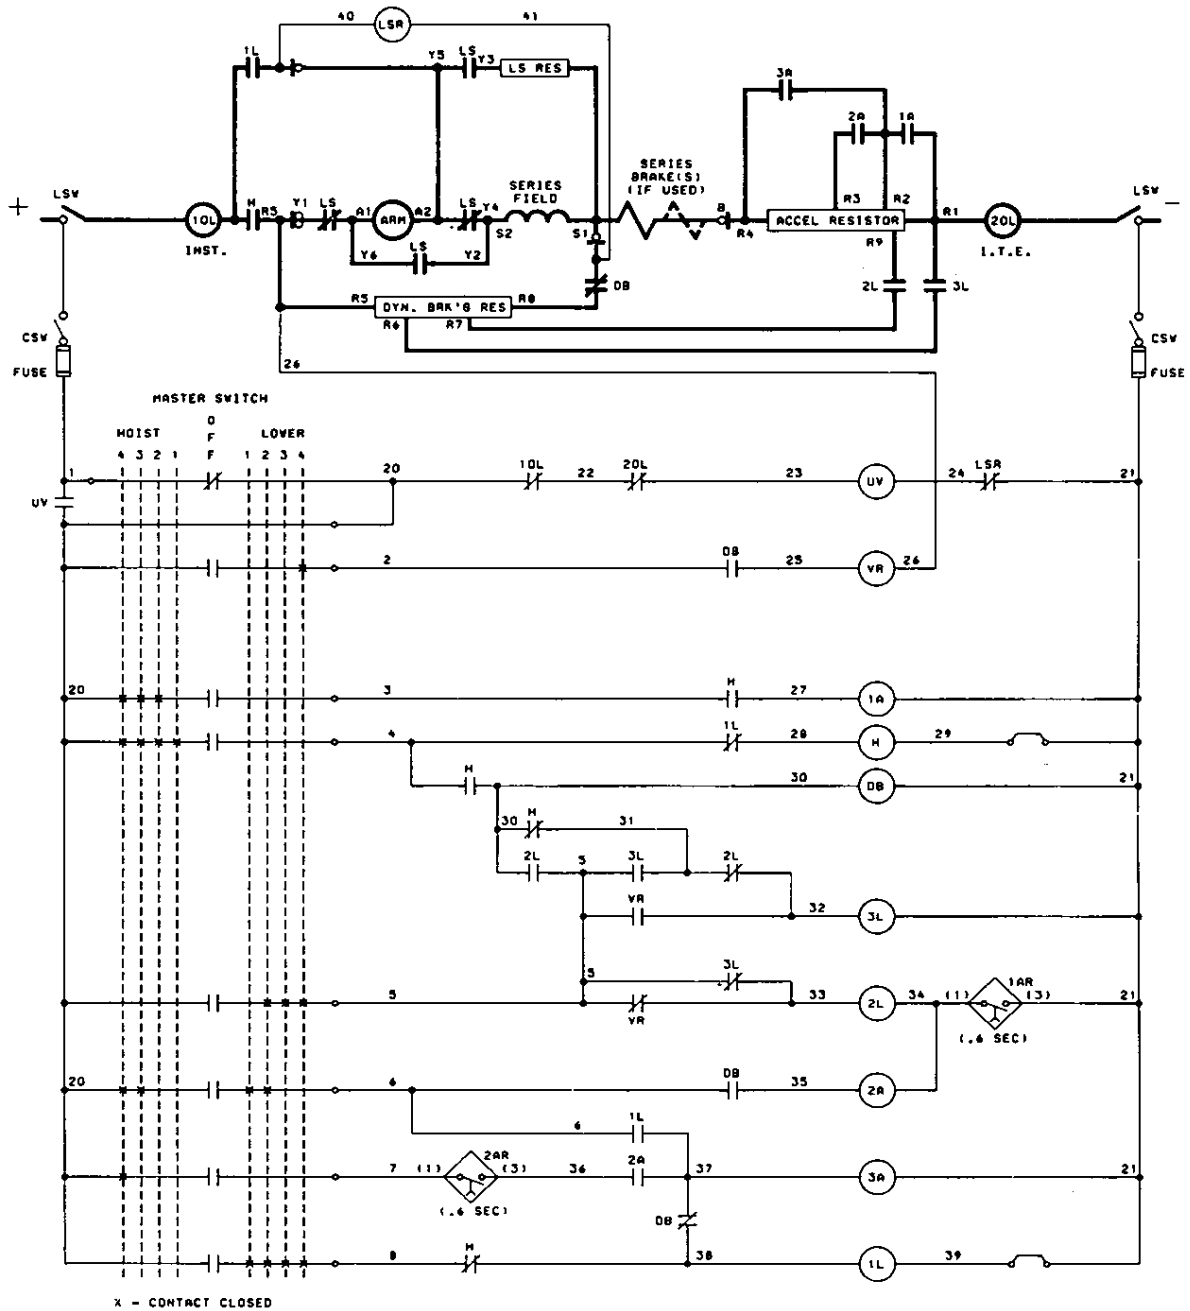 40 LSR 41
1L Y5 LS Y3 LS RES
3A
2A 1A
SERIES
BRAKE(S)
(IF USED)
SERIES
FIELD
LSW LSW
+ 10L H R5 Y1 LS A1 ARM A2 LS Y4 S2 S1 B R4 ACCEL RESISTOR R3 R2 R1 20L -
INST. R9 I.T.E.
Y6 LS Y2
DB 2L 3L
R5 DYN. BRK'G RES R8
R6 R7
CSW CSW
FUSE FUSE
26
MASTER SWITCH
HOIST OFF LOWER
4 3 2 1 1 2 3 4
1 20 10L 22 20L 23 UV 24 LSR 21
UV
2 DB 25 VR 26
20 3 H 27 1A
4 1L 28 H 29
H 30 DB 21
30 H 31
2L 5 3L 2L
VR 32 3L
5 3L 1AR
5 VR 33 2L 34 (1) (3) 21
(.6 SEC)
20 6 DB 35 2A
6 1L
2AR
7 (1) (3) 36 2A 37 3A 21
(.6 SEC)
DB
8 H 38 1L 39
X - CONTACT CLOSED